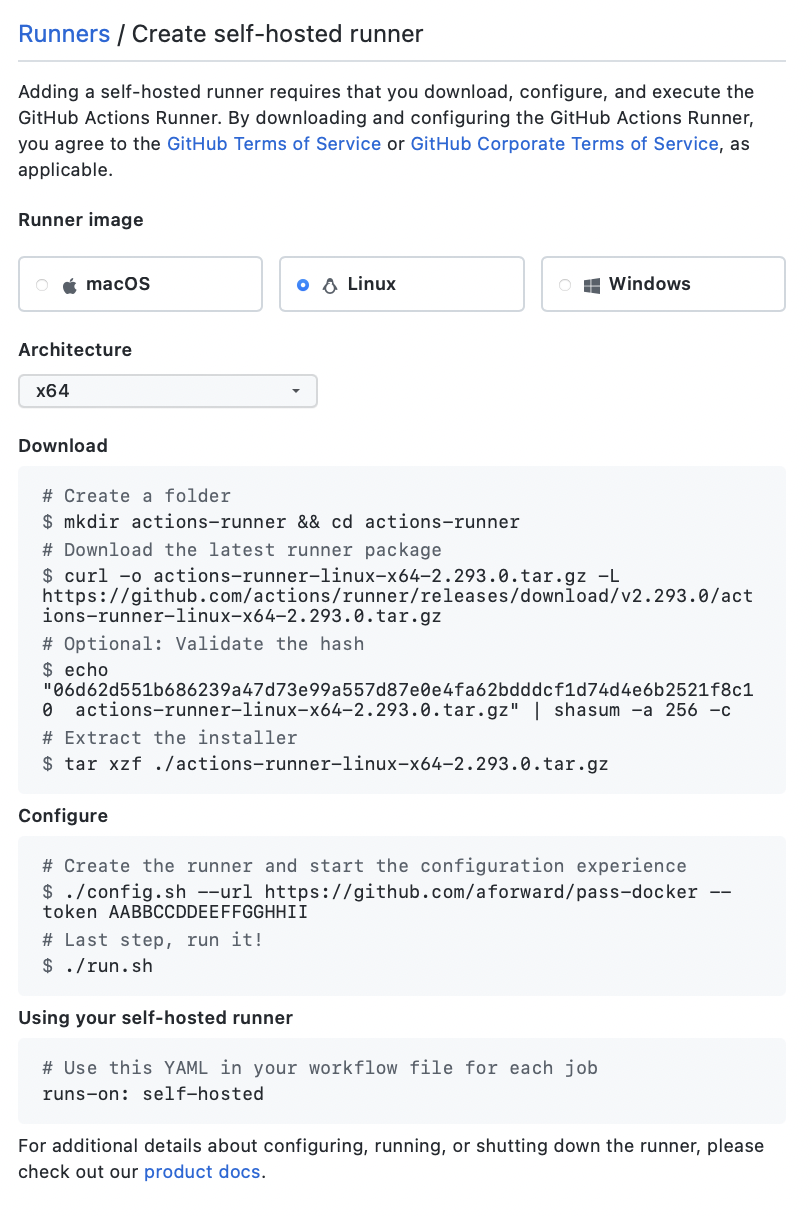 Runners / Create self-hosted runner
Adding a self-hosted runner requires that you download, configure, and execute the
GitHub Actions Runner. By downloading and configuring the GitHub Actions Runner,
you agree to the GitHub Terms of Service or GitHub Corporate Terms of Service, as
applicable.
Runner image
macOS
Linux
Windows
Architecture
x64
Download
# Create a folder
$ mkdir actions-runner && cd actions-runner
# Download the latest runner package
$ curl -o actions-runner-linux-x64-2.293.0.tar.gz -L
https://github.com/actions/runner/releases/download/v2.293.0/act
ions-runner-linux-x64-2.293.0.tar.gz
# Optional: Validate the hash
$ echo
"06d62d551b686239a47d73e99a557d87e0e4fa62bdddcf1d74d4e6b2521f8c1
0  actions-runner-linux-x64-2.293.0.tar.gz" | shasum -a 256 -c
# Extract the installer
$ tar xzf ./actions-runner-linux-x64-2.293.0.tar.gz
Configure
# Create the runner and start the configuration experience
$ ./config.sh --url https://github.com/aforward/pass-docker --
token AABBCCDDEEFFGGHHII
# Last step, run it!
$ ./run.sh
Using your self-hosted runner
# Use this YAML in your workflow file for each job
runs-on: self-hosted
For additional details about configuring, running, or shutting down the runner, please
check out our product docs.